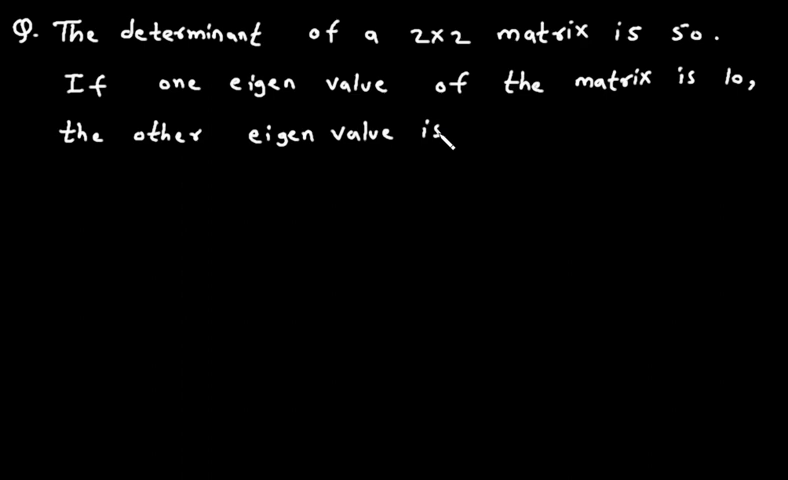 Q. The determinant of a 2x2 matrix is 50.
If one eigen value of the matrix is 10,
the other eigen value is